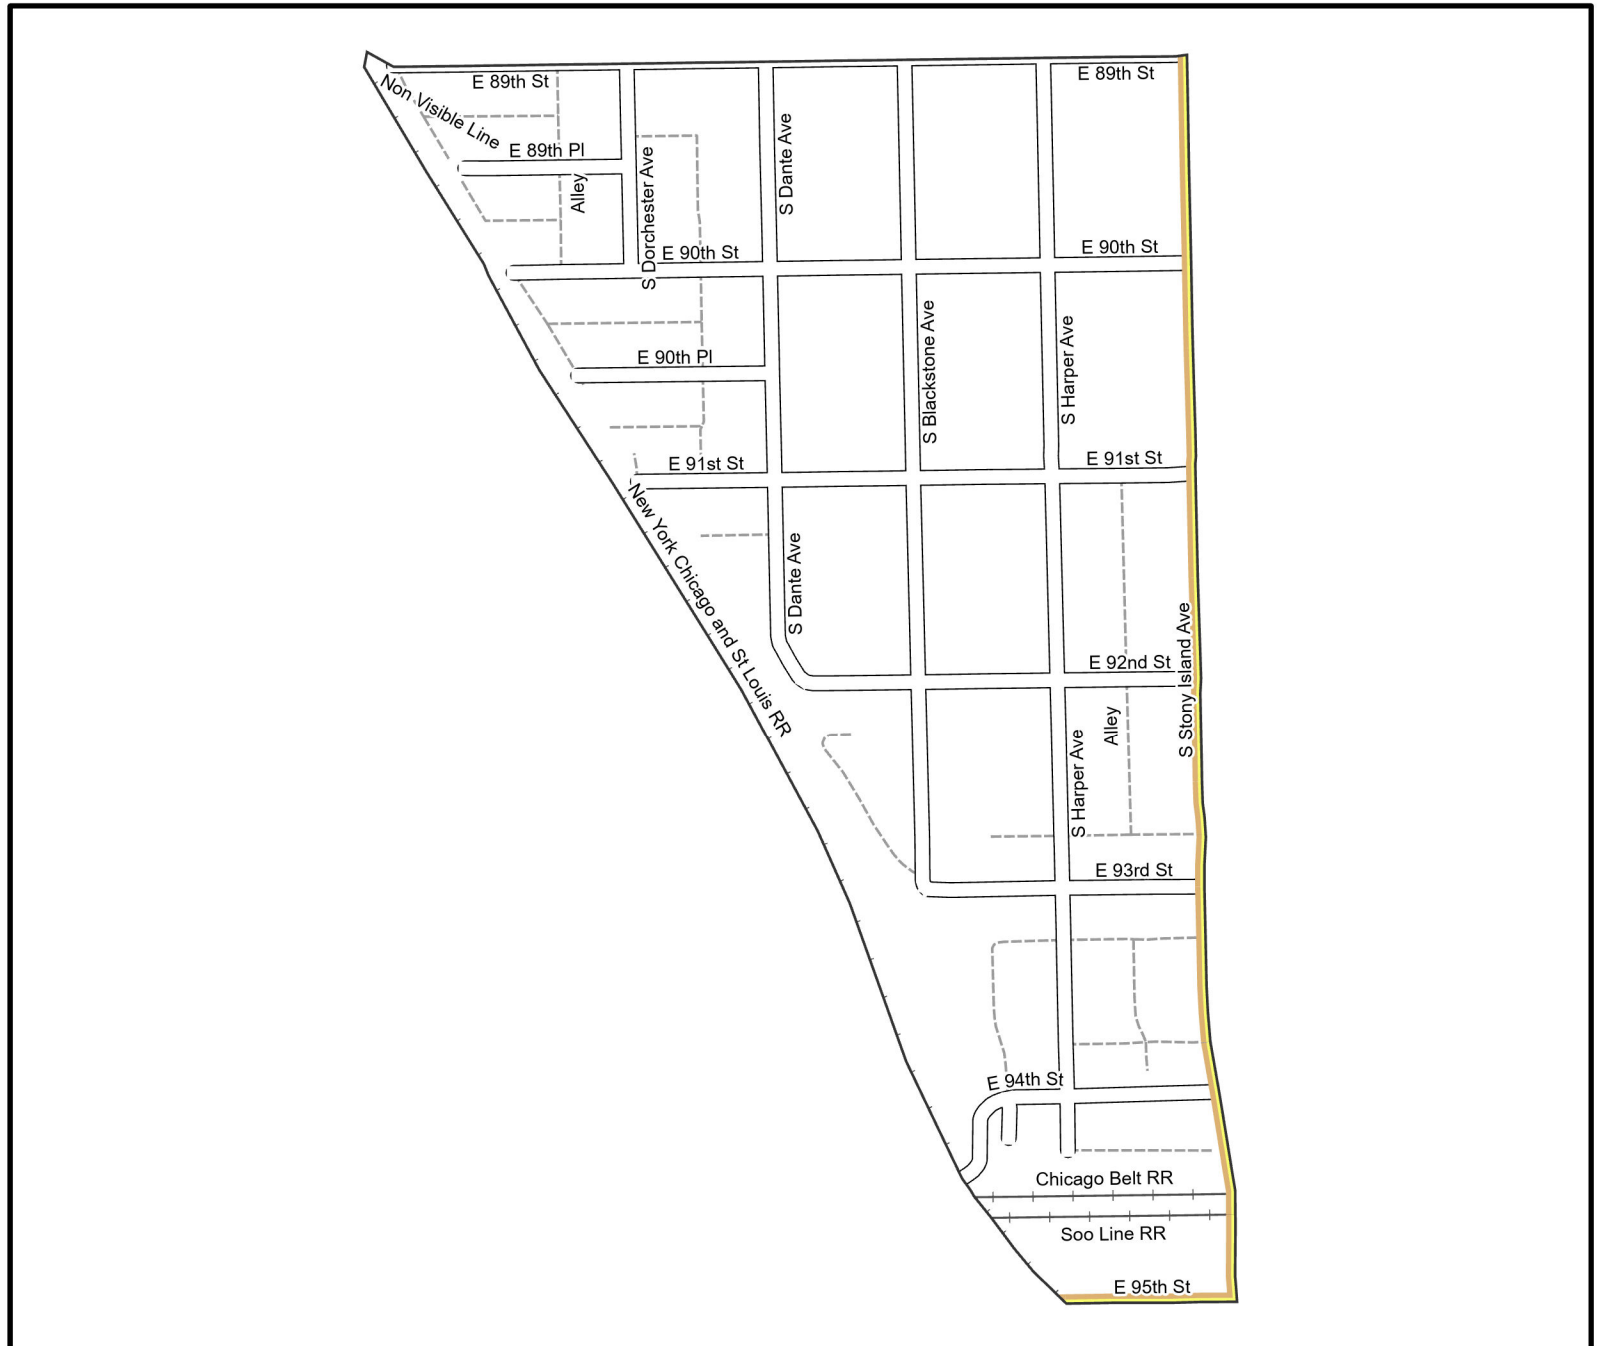 E 89th St
E 89th St
Non Visible Line
E 89th Pl
Alley
S Dorchester Ave
S Dante Ave
E 90th St
E 90th St
S Blackstone Ave
S Harper Ave
E 90th Pl
E 91st St
E 91st St
New York Chicago and St Louis RR
S Dante Ave
E 92nd St
S Stony Island Ave
Alley
S Harper Ave
E 93rd St
E 94th St
Chicago Belt RR
Soo Line RR
E 95th St